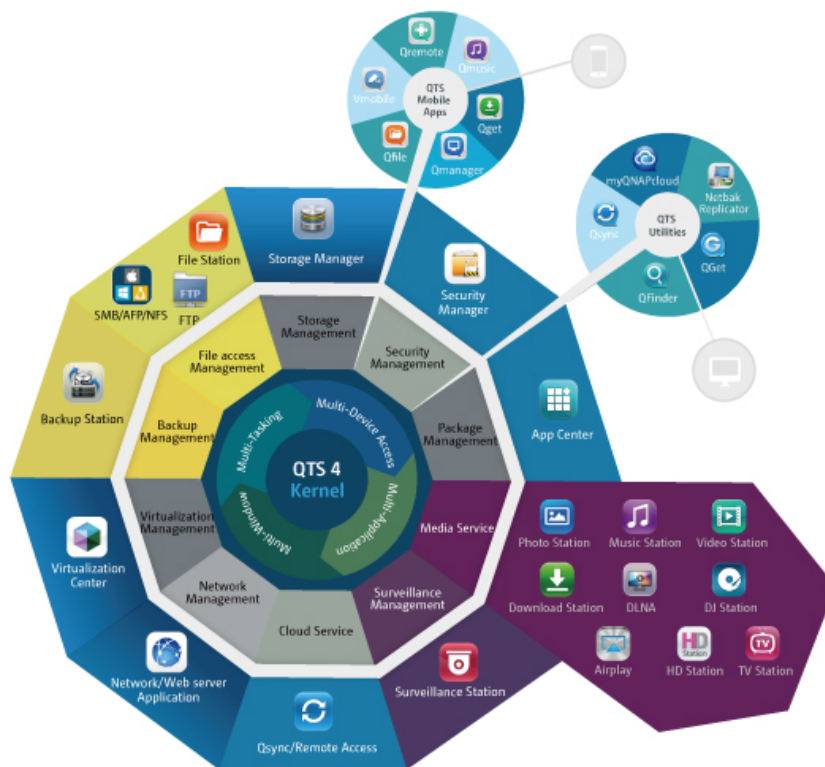 Qremote
Qmusic
Vmobile
QTS
Mobile
Apps
Qget
Qfile
Qmanager
myQNAPcloud
Netbak
Replicator
Qsync
QTS
Utilities
QGet
QFinder
File Station
Storage Manager
SMB/AFP/NFS
FTP
FTP
Security
Manager
Storage
Management
File access
Management
Security
Management
Backup Station
Backup
Management
Multi-Tasking
Multi-Device Access
Package
Management
App Center
QTS 4
Kernel
Multi-Window
Multi-Application
Virtualization
Management
Media Service
Virtualization
Center
Network
Management
Surveillance
Management
Cloud Service
Network/Web server
Application
Qsync/Remote Access
Surveillance Station
Photo Station
Music Station
Video Station
Download Station
DLNA
DJ Station
Airplay
HD
Station
HD Station
TV
TV Station